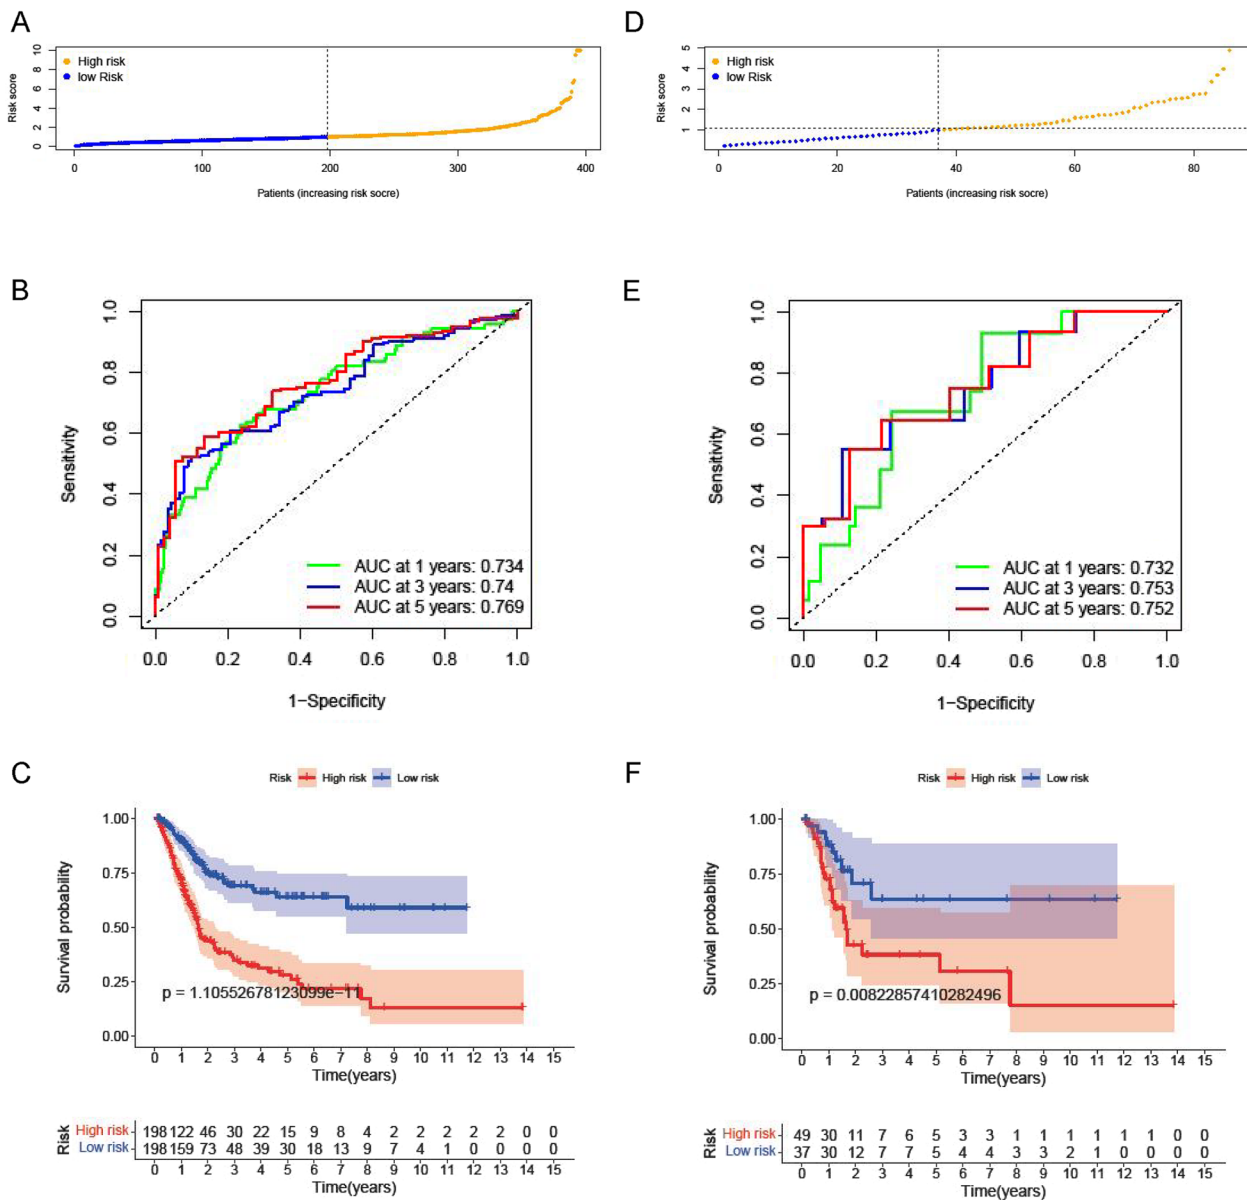 A
Risk score
10
8
6
4
2
0
High risk
low Risk
0 100 200 300 400
Patients (increasing risk socre)
D
Risk score
5
4
3
2
1
High risk
low Risk
0 20 40 60 80
Patients (increasing risk socre)
B
Sensitivity
1.0
0.8
0.6
0.4
0.2
0.0
AUC at 1 years: 0.734
AUC at 3 years: 0.74
AUC at 5 years: 0.769
0.0 0.2 0.4 0.6 0.8 1.0
1−Specificity
E
Sensitivity
1.0
0.8
0.6
0.4
0.2
0.0
AUC at 1 years: 0.732
AUC at 3 years: 0.753
AUC at 5 years: 0.752
0.0 0.2 0.4 0.6 0.8 1.0
1−Specificity
C
Risk High risk Low risk
Survival probability
1.00
0.75
0.50
0.25
0.00
p = 1.10552678123099e−11
0 1 2 3 4 5 6 7 8 9 10 11 12 13 14 15
Time(years)
Risk
High risk 198 122 46 30 22 15 9 8 4 2 2 2 2 2 0 0
Low risk 198 159 73 48 39 30 18 13 9 7 4 1 0 0 0 0
0 1 2 3 4 5 6 7 8 9 10 11 12 13 14 15
Time(years)
F
Risk High risk Low risk
Survival probability
1.00
0.75
0.50
0.25
0.00
p = 0.00822857410282496
0 1 2 3 4 5 6 7 8 9 10 11 12 13 14 15
Time(years)
Risk
High risk 49 30 11 7 6 5 3 3 1 1 1 1 1 1 0 0
Low risk 37 30 12 7 7 5 4 4 3 3 2 1 0 0 0 0
0 1 2 3 4 5 6 7 8 9 10 11 12 13 14 15
Time(years)